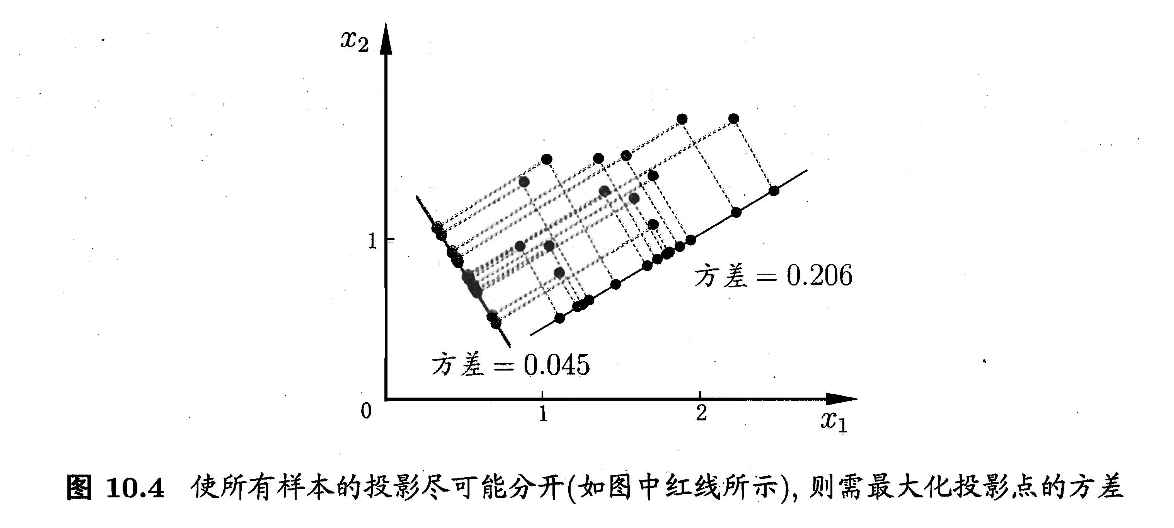 x₂
1
方差 = 0.206
方差 = 0.045
0
1
2
x₁
图 10.4 使所有样本的投影尽可能分开(如图中红线所示), 则需最大化投影点的方差